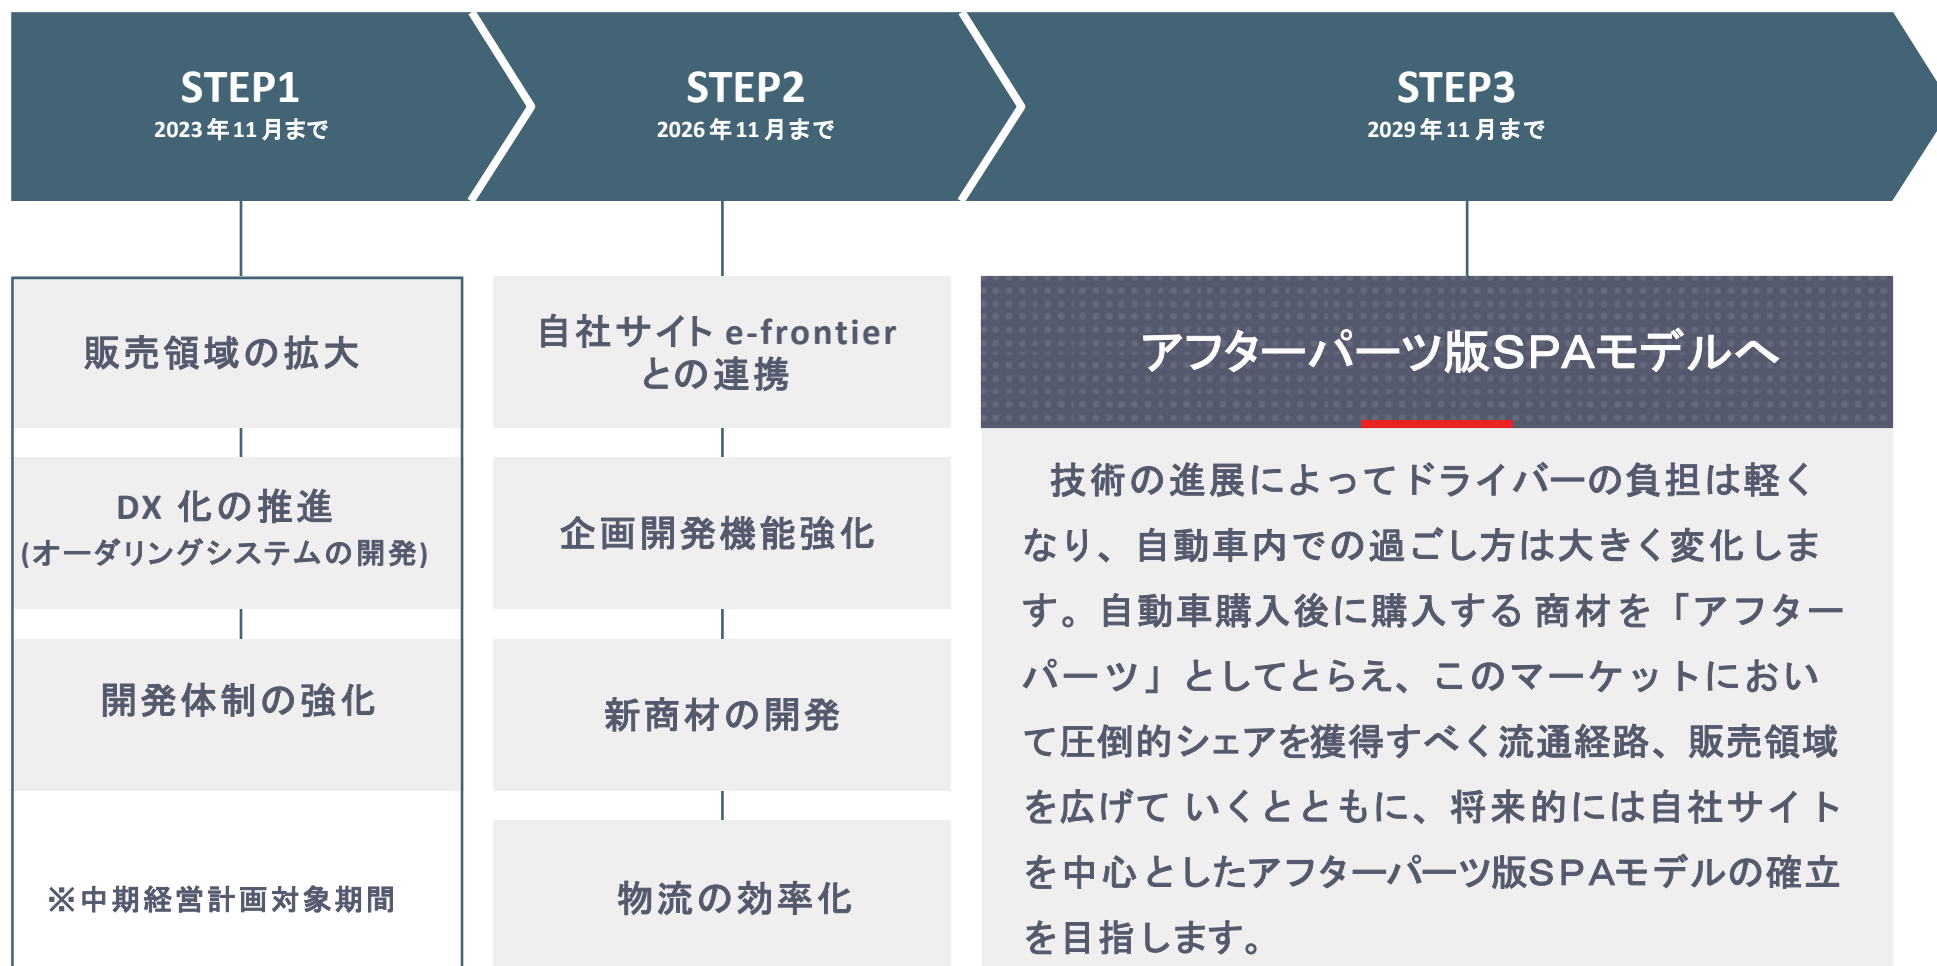 STEP1
2023年11月まで
STEP2
2026年11月まで
STEP3
2029年11月まで
販売領域の拡大
DX 化の推進
(オーダリングシステムの開発)
開発体制の強化
※中期経営計画対象期間
自社サイト e-frontier
との連携
企画開発機能強化
新商材の開発
物流の効率化
アフターパーツ版SPAモデルへ
技術の進展によってドライバーの負担は軽く
なり、自動車内での過ごし方は大きく変化しま
す。自動車購入後に購入する商材を「アフター
パーツ」としてとらえ、このマーケットにおい
て圧倒的シェアを獲得すべく流通経路、販売領域
を広げていくとともに、将来的には自社サイト
を中心としたアフターパーツ版SPAモデルの確立
を目指します。